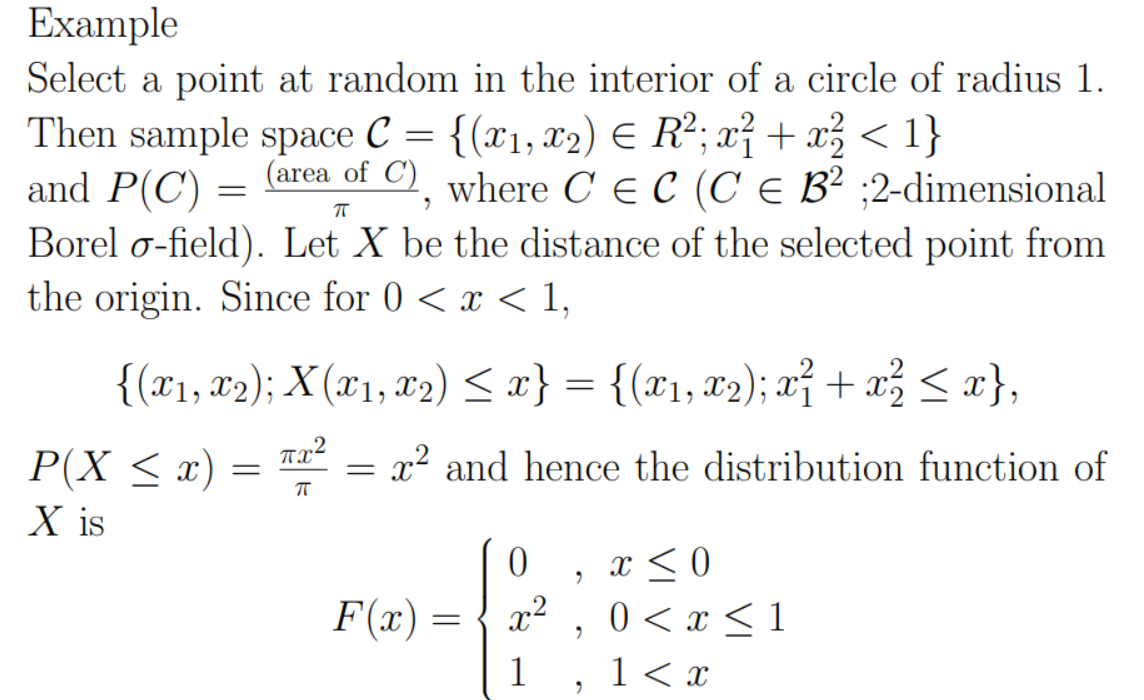 Example
Select a point at random in the interior of a circle of radius 1.
Then sample space 𝓒 = {(x₁, x₂) ∈ R²; x₁² + x₂² < 1}
and P(C) = (area of C)/π, where C ∈ 𝓒 (C ∈ 𝓑² ;2-dimensional
Borel σ-field). Let X be the distance of the selected point from
the origin. Since for 0 < x < 1,
{(x₁, x₂); X(x₁, x₂) ≤ x} = {(x₁, x₂); x₁² + x₂² ≤ x},
P(X ≤ x) = πx²/π = x² and hence the distribution function of
X is
F(x) = { 0 , x ≤ 0
x² , 0 < x ≤ 1
1 , 1 < x